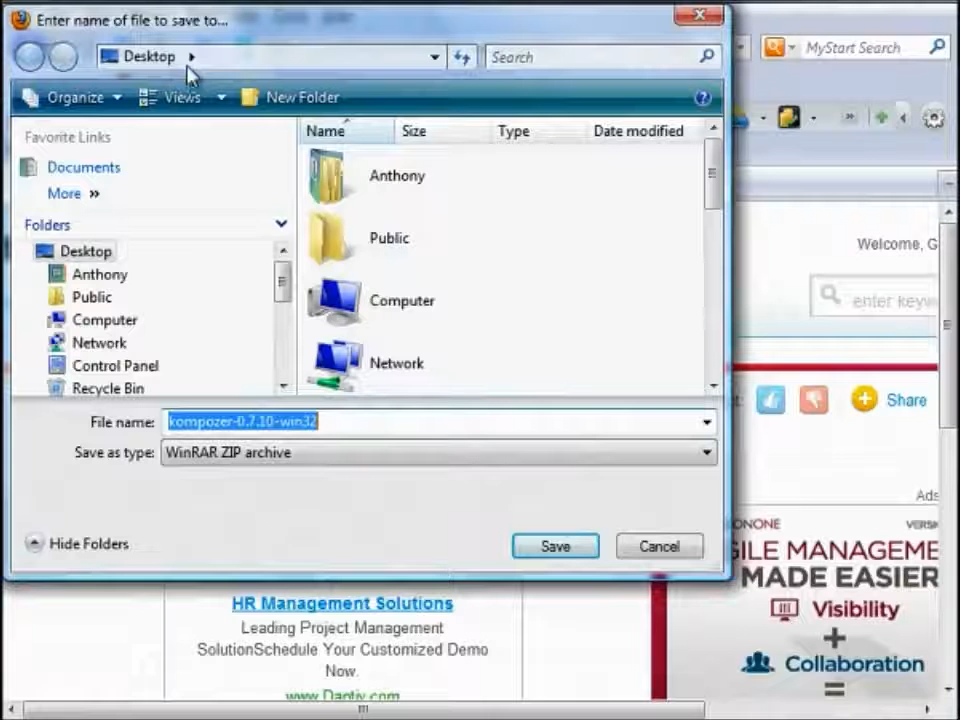 Enter name of file to save to...
Desktop
Search
MyStart Search
Organize
Views
New Folder
Favorite Links
Documents
More »
Folders
Desktop
Anthony
Public
Computer
Network
Control Panel
Recycle Bin
Name Size Type Date modified
Anthony
Public
Computer
Network
File name: kompozer-0.7.10-win32
Save as type: WinRAR ZIP archive
Hide Folders
Save
Cancel
Welcome, G
enter keyw
Share
Ads
HR Management Solutions
Leading Project Management
SolutionSchedule Your Customized Demo
Now.
www.Daptiv.com
ONONE
VERSI
GILE MANAGEME
MADE EASIER
Visibility
+
Collaboration
=